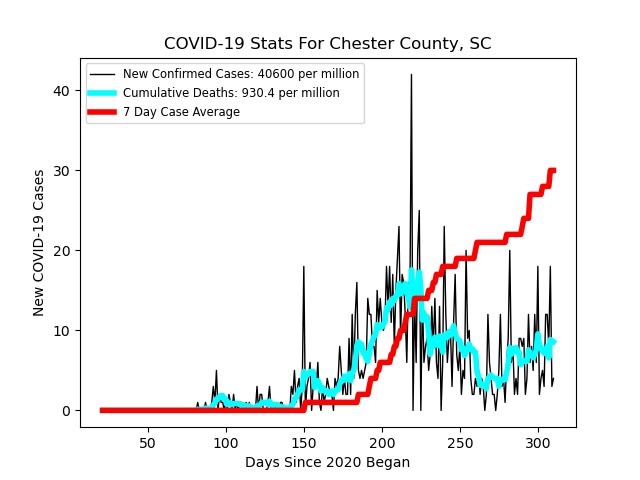 COVID-19 Stats For Chester County, SC
New Confirmed Cases: 40600 per million
Cumulative Deaths: 930.4 per million
7 Day Case Average
New COVID-19 Cases
40
30
20
10
0
50 100 150 200 250 300
Days Since 2020 Began